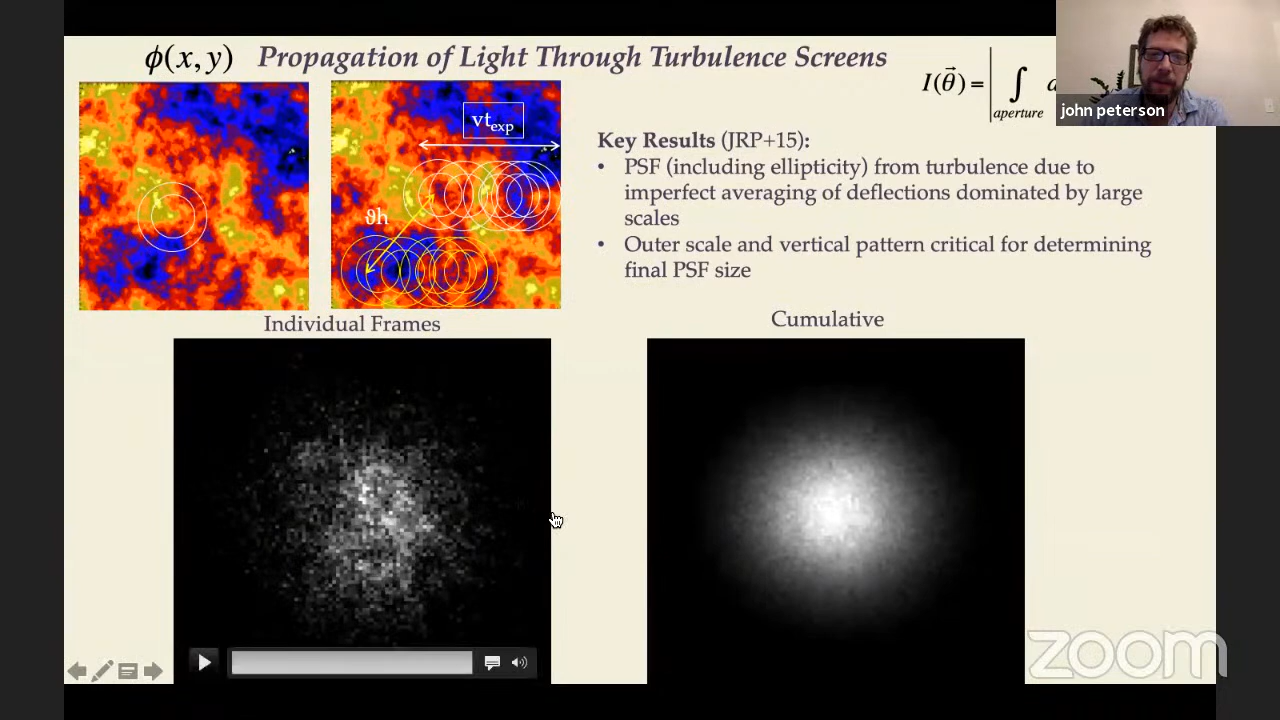 ϕ(x, y) Propagation of Light Through Turbulence Screens
I(θ⃗) = | ∫
aperture
john peterson
vt_exp
ϑh
Key Results (JRP+15):
• PSF (including ellipticity) from turbulence due to
imperfect averaging of deflections dominated by large
scales
• Outer scale and vertical pattern critical for determining
final PSF size
Individual Frames
Cumulative
zoom